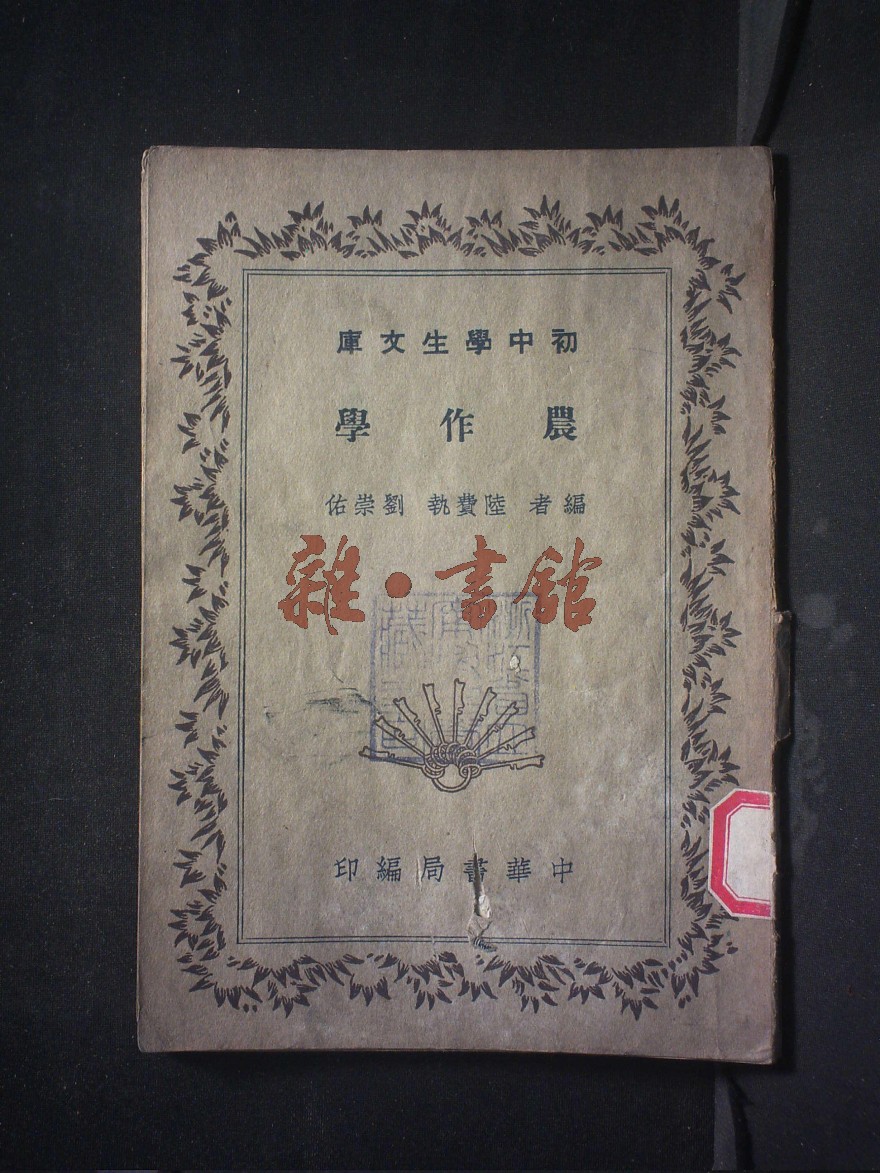 初中學生文庫
農作學
編者 陸費執 劉崇佑
雜·書館
中華書局編印